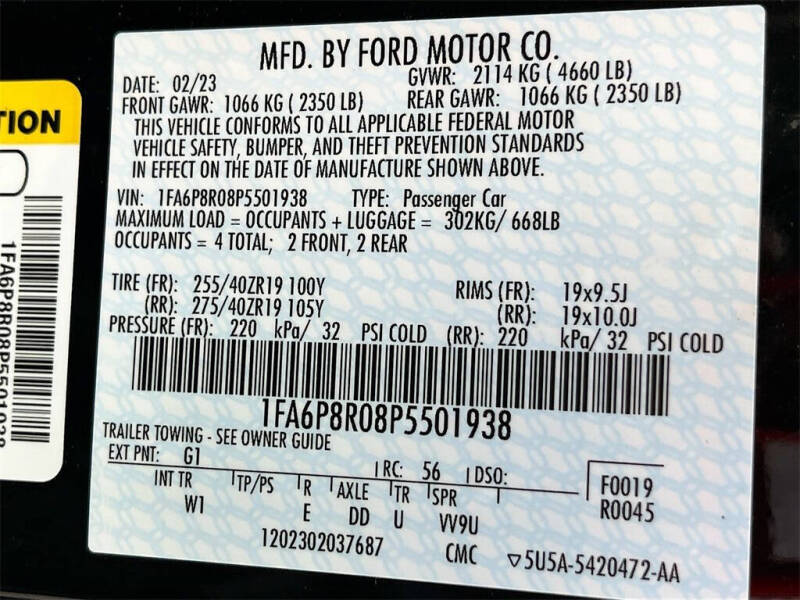 TION
1FA6P8R08P5501938
MFD. BY FORD MOTOR CO.
DATE: 02/23 GVWR: 2114 KG ( 4660 LB)
FRONT GAWR: 1066 KG ( 2350 LB) REAR GAWR: 1066 KG ( 2350 LB)
THIS VEHICLE CONFORMS TO ALL APPLICABLE FEDERAL MOTOR
VEHICLE SAFETY, BUMPER, AND THEFT PREVENTION STANDARDS
IN EFFECT ON THE DATE OF MANUFACTURE SHOWN ABOVE.
VIN: 1FA6P8R08P5501938 TYPE: Passenger Car
MAXIMUM LOAD = OCCUPANTS + LUGGAGE = 302KG/ 668LB
OCCUPANTS = 4 TOTAL; 2 FRONT, 2 REAR
TIRE (FR): 255/40ZR19 100Y RIMS (FR): 19x9.5J
(RR): 275/40ZR19 105Y (RR): 19x10.0J
PRESSURE (FR): 220 kPa/ 32 PSI COLD (RR): 220 kPa/ 32 PSI COLD
1FA6P8R08P5501938
TRAILER TOWING - SEE OWNER GUIDE
EXT PNT: G1 RC: 56 DSO: F0019
INT TR TP/PS R AXLE TR SPR R0045
W1 E DD U VV9U
1202302037687 CMC ▽5U5A-5420472-AA